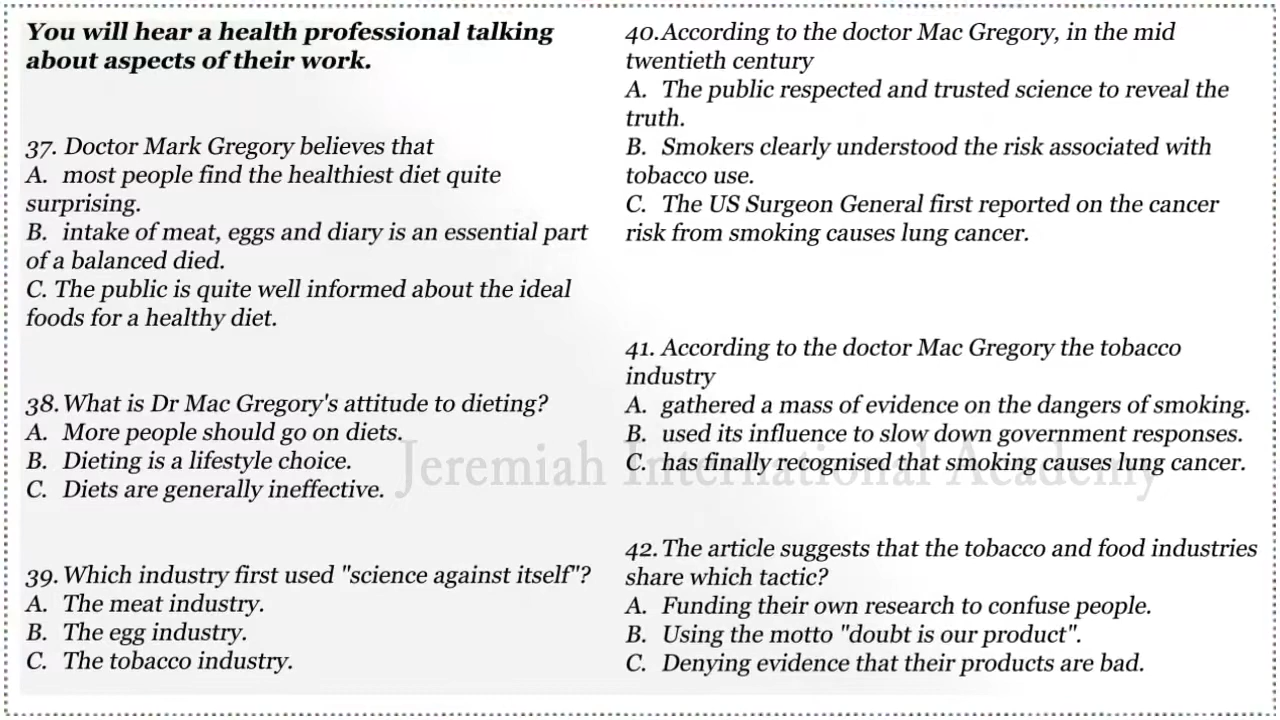 You will hear a health professional talking
about aspects of their work.
37. Doctor Mark Gregory believes that
A. most people find the healthiest diet quite
surprising.
B. intake of meat, eggs and diary is an essential part
of a balanced died.
C. The public is quite well informed about the ideal
foods for a healthy diet.
38. What is Dr Mac Gregory's attitude to dieting?
A. More people should go on diets.
B. Dieting is a lifestyle choice.
C. Diets are generally ineffective.
39. Which industry first used "science against itself"?
A. The meat industry.
B. The egg industry.
C. The tobacco industry.
40. According to the doctor Mac Gregory, in the mid
twentieth century
A. The public respected and trusted science to reveal the
truth.
B. Smokers clearly understood the risk associated with
tobacco use.
C. The US Surgeon General first reported on the cancer
risk from smoking causes lung cancer.
41. According to the doctor Mac Gregory the tobacco
industry
A. gathered a mass of evidence on the dangers of smoking.
B. used its influence to slow down government responses.
C. has finally recognised that smoking causes lung cancer.
42. The article suggests that the tobacco and food industries
share which tactic?
A. Funding their own research to confuse people.
B. Using the motto "doubt is our product".
C. Denying evidence that their products are bad.
Jeremiah International Academy